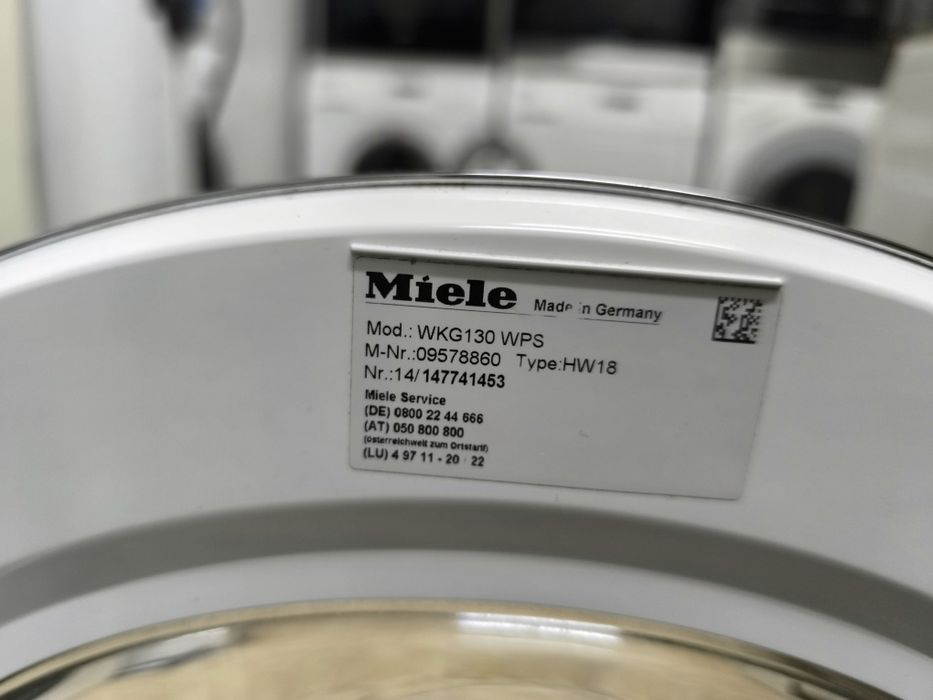 Miele Made in Germany
Mod.: WKG130 WPS
M-Nr.:09578860 Type:HW18
Nr.:14/147741453
Miele Service
(DE) 0800 22 44 666
(AT) 050 800 800
(österreichweit zum Ortstarif)
(LU) 4 97 11 - 20 - 22